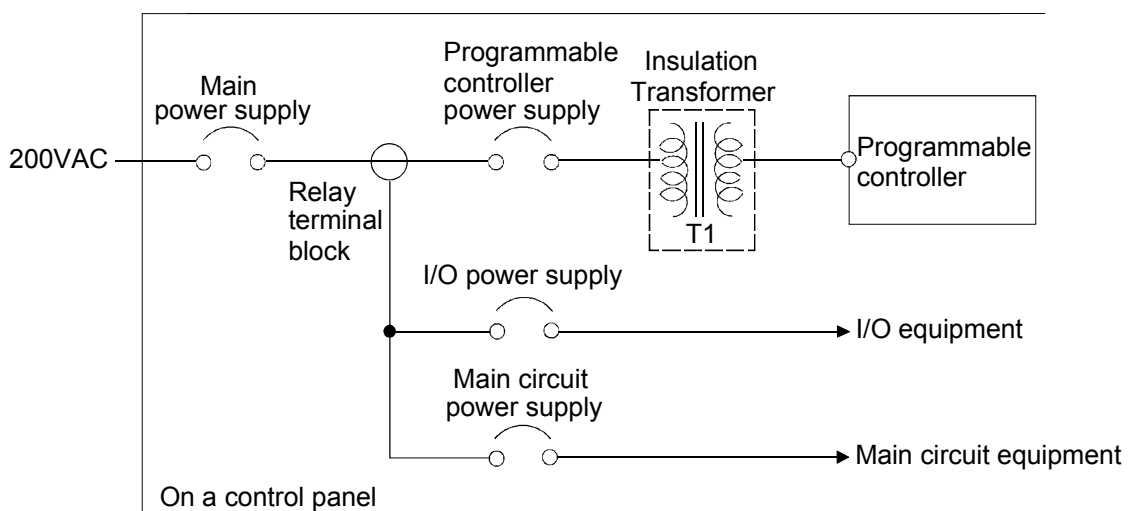 Main
power supply
Programmable
controller
power supply
Insulation
Transformer
200VAC
Relay
terminal
block
T1
Programmable
controller
I/O power supply
I/O equipment
Main circuit
power supply
Main circuit equipment
On a control panel